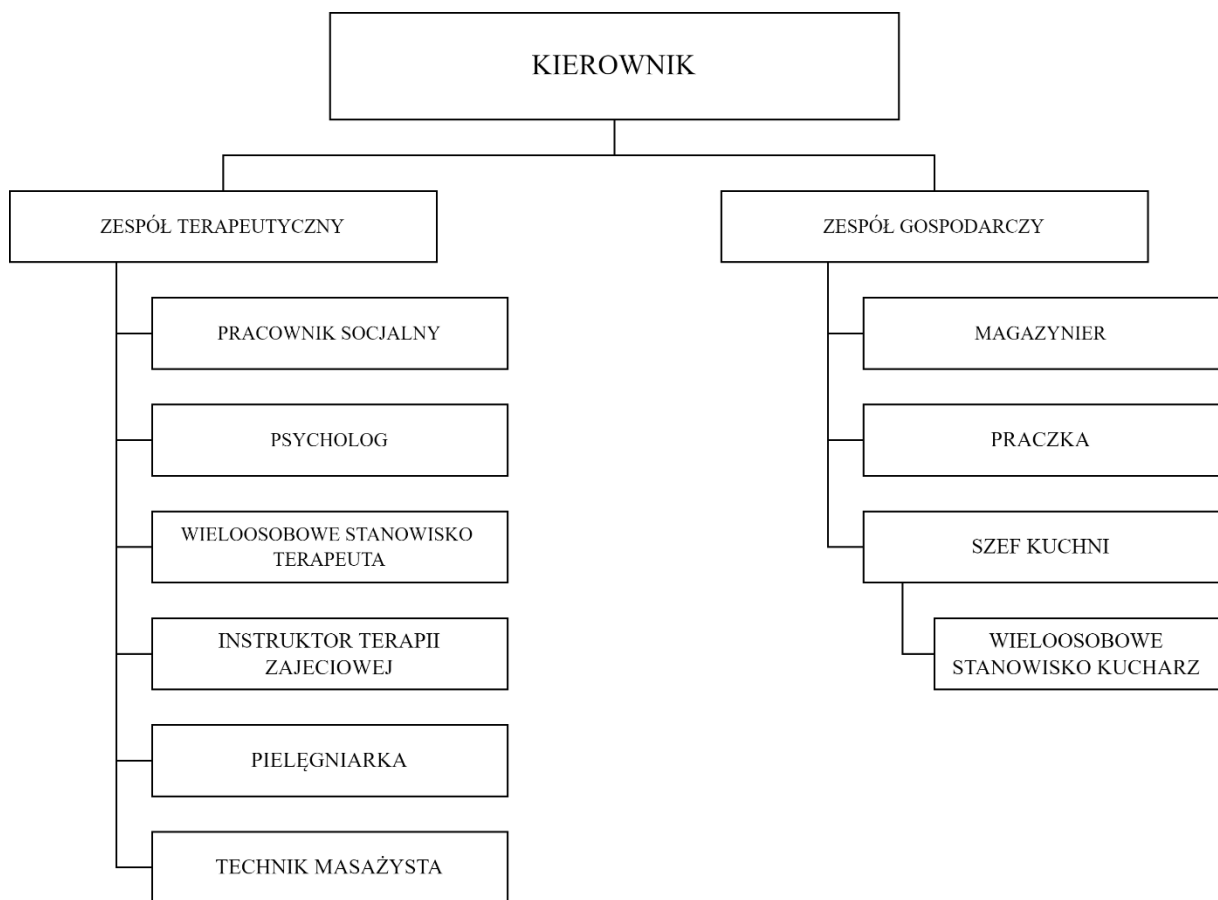 KIEROWNIK
ZESPÓŁ TERAPEUTYCZNY
PRACOWNIK SOCJALNY
PSYCHOLOG
WIELOOSOBOWE STANOWISKO
TERAPEUTA
INSTRUKTOR TERAPII
ZAJECIOWEJ
PIELĘGNIARKA
TECHNIK MASAŻYSTA
ZESPÓŁ GOSPODARCZY
MAGAZYNIER
PRACZKA
SZEF KUCHNI
WIELOOSOBOWE
STANOWISKO KUCHARZ